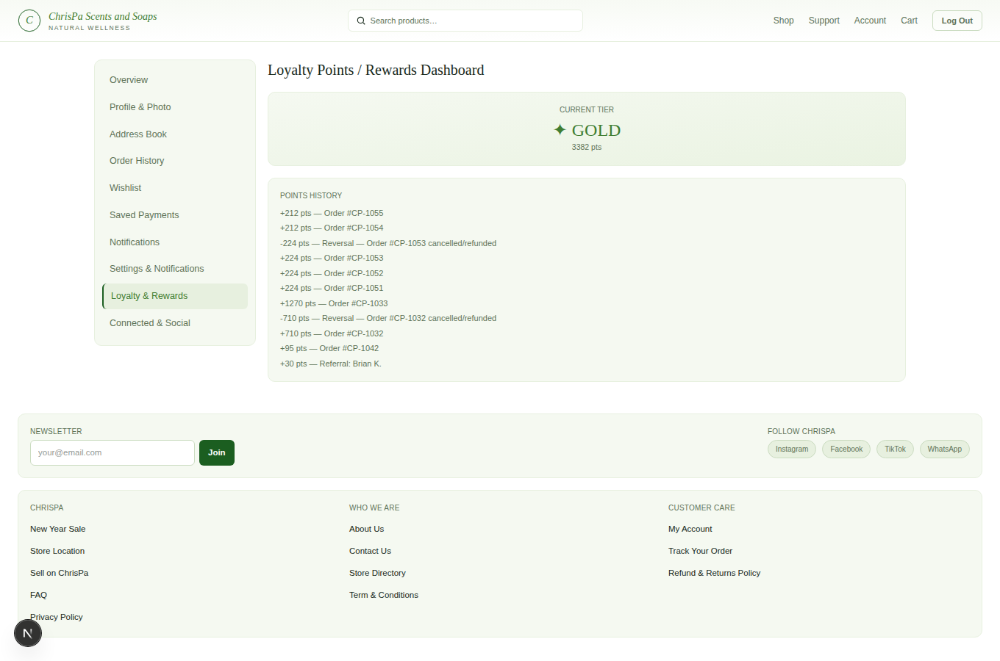 C
ChrisPa Scents and Soaps
NATURAL WELLNESS
Search products…
Shop
Support
Account
Cart
Log Out
Overview
Profile & Photo
Address Book
Order History
Wishlist
Saved Payments
Notifications
Settings & Notifications
Loyalty & Rewards
Connected & Social
Loyalty Points / Rewards Dashboard
CURRENT TIER
✦ GOLD
3382 pts
POINTS HISTORY
+212 pts — Order #CP-1055
+212 pts — Order #CP-1054
-224 pts — Reversal — Order #CP-1053 cancelled/refunded
+224 pts — Order #CP-1053
+224 pts — Order #CP-1052
+224 pts — Order #CP-1051
+1270 pts — Order #CP-1033
-710 pts — Reversal — Order #CP-1032 cancelled/refunded
+710 pts — Order #CP-1032
+95 pts — Order #CP-1042
+30 pts — Referral: Brian K.
NEWSLETTER
your@email.com
Join
FOLLOW CHRISPA
Instagram
Facebook
TikTok
WhatsApp
CHRISPA
New Year Sale
Store Location
Sell on ChrisPa
FAQ
Privacy Policy
WHO WE ARE
About Us
Contact Us
Store Directory
Term & Conditions
CUSTOMER CARE
My Account
Track Your Order
Refund & Returns Policy
N